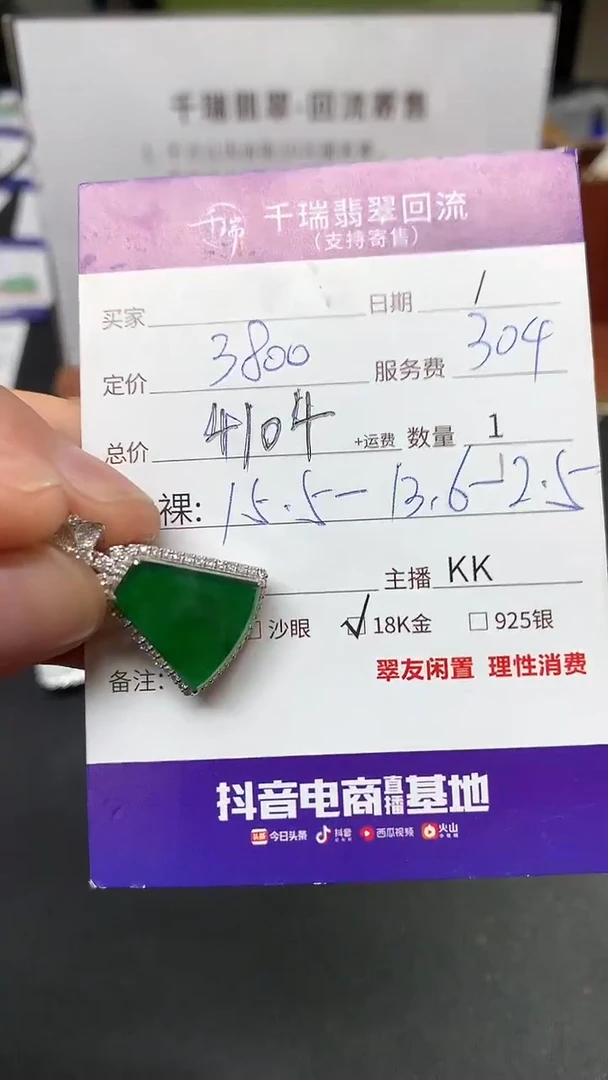 千瑞翡翠·回流寄售
千瑞
千瑞翡翠回流
(支持寄售)
买家 日期 /
定价 3800 服务费 304
总价 4104 +运费 数量 1
裸: 15.5-13.6-2.5
主播 KK
沙眼 ✓ 18K金 □ 925银
备注: 翠友闲置 理性消费
抖音电商直播基地
头条 今日头条 抖音 西瓜视频 火山